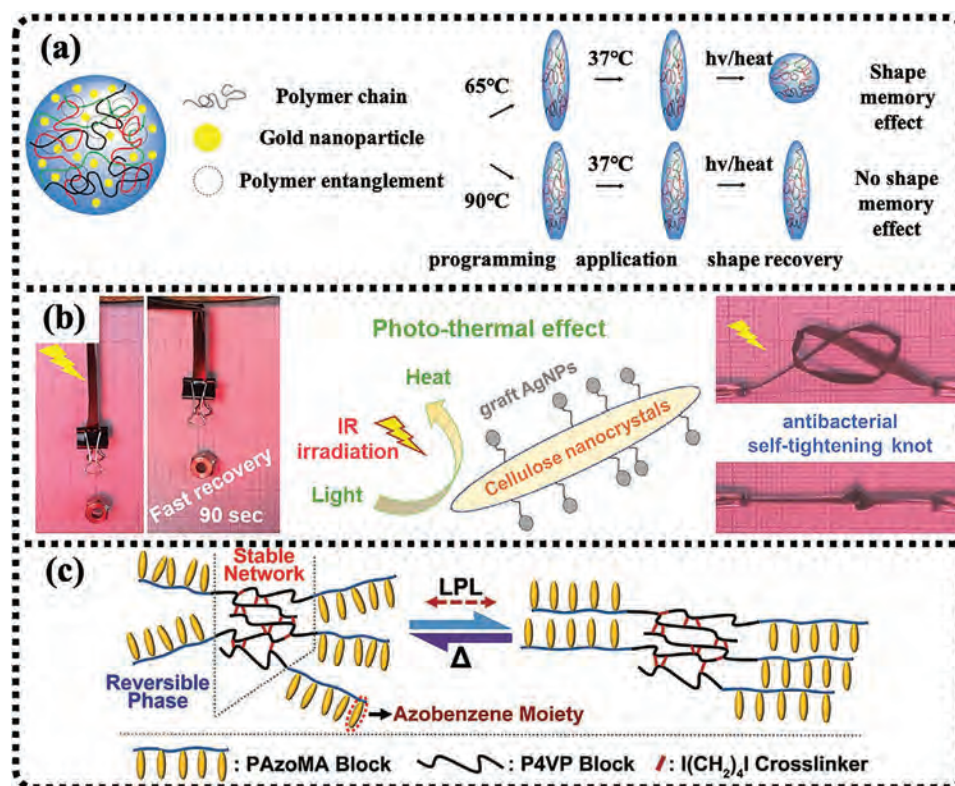 (a)
Polymer chain
Gold nanoparticle
Polymer entanglement
65°C
37°C
hv/heat
Shape
memory
effect
90°C
37°C
hv/heat
No shape
memory
effect
programming
application
shape recovery
(b)
Fast recovery
90 sec
Photo-thermal effect
Heat
IR
irradiation
Light
graft AgNPs
Cellulose nanocrystals
antibacterial
self-tightening knot
(c)
Stable
Network
Reversible
Phase
LPL
Δ
Azobenzene Moiety
: PAzoMA Block
: P4VP Block
: I(CH₂)₄I Crosslinker